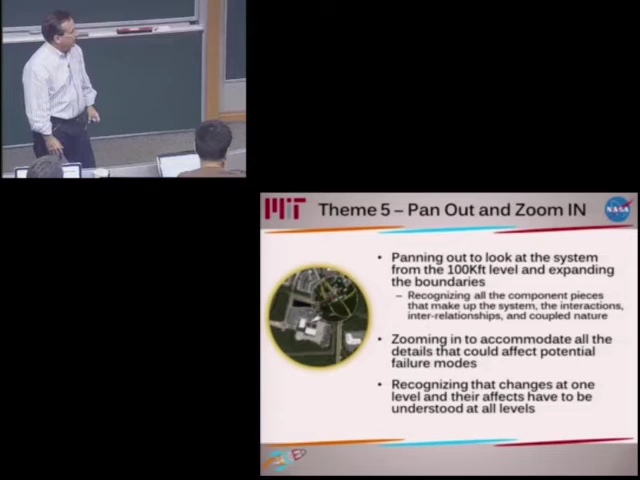 MIT
Theme 5 – Pan Out and Zoom IN
NASA
• Panning out to look at the system
from the 100Kft level and expanding
the boundaries
– Recognizing all the component pieces
that make up the system, the interactions,
inter-relationships, and coupled nature
• Zooming in to accommodate all the
details that could affect potential
failure modes
• Recognizing that changes at one
level and their affects have to be
understood at all levels